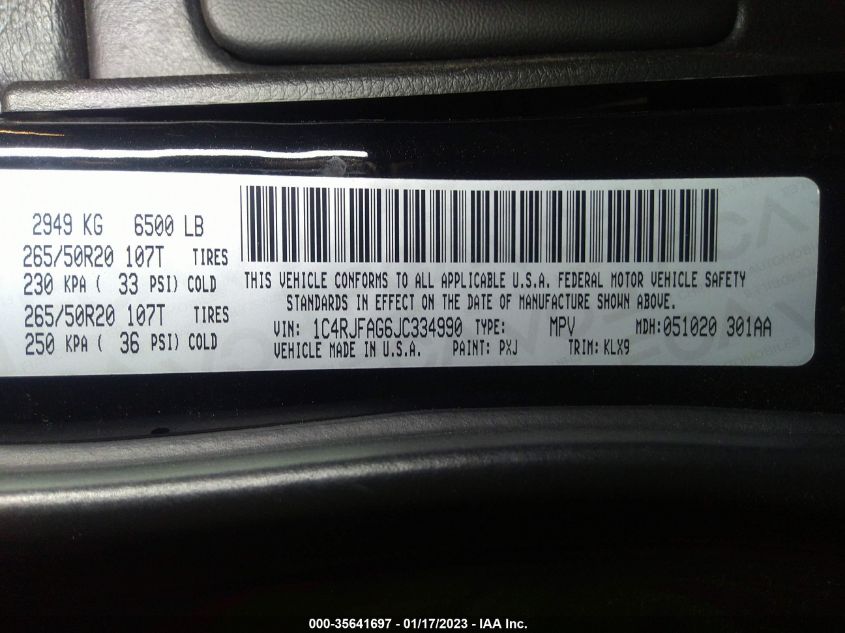 2949 KG 6500 LB
265/50R20 107T TIRES
230 KPA ( 33 PSI) COLD
265/50R20 107T TIRES
250 KPA ( 36 PSI) COLD
THIS VEHICLE CONFORMS TO ALL APPLICABLE U.S.A. FEDERAL MOTOR VEHICLE SAFETY
STANDARDS IN EFFECT ON THE DATE OF MANUFACTURE SHOWN ABOVE.
VIN: 1C4RJFAG6JC334990 TYPE: MPV MDH: 051020 301AA
VEHICLE MADE IN U.S.A. PAINT: PXJ TRIM: KLX9
000-35641697 - 01/17/2023 - IAA Inc.